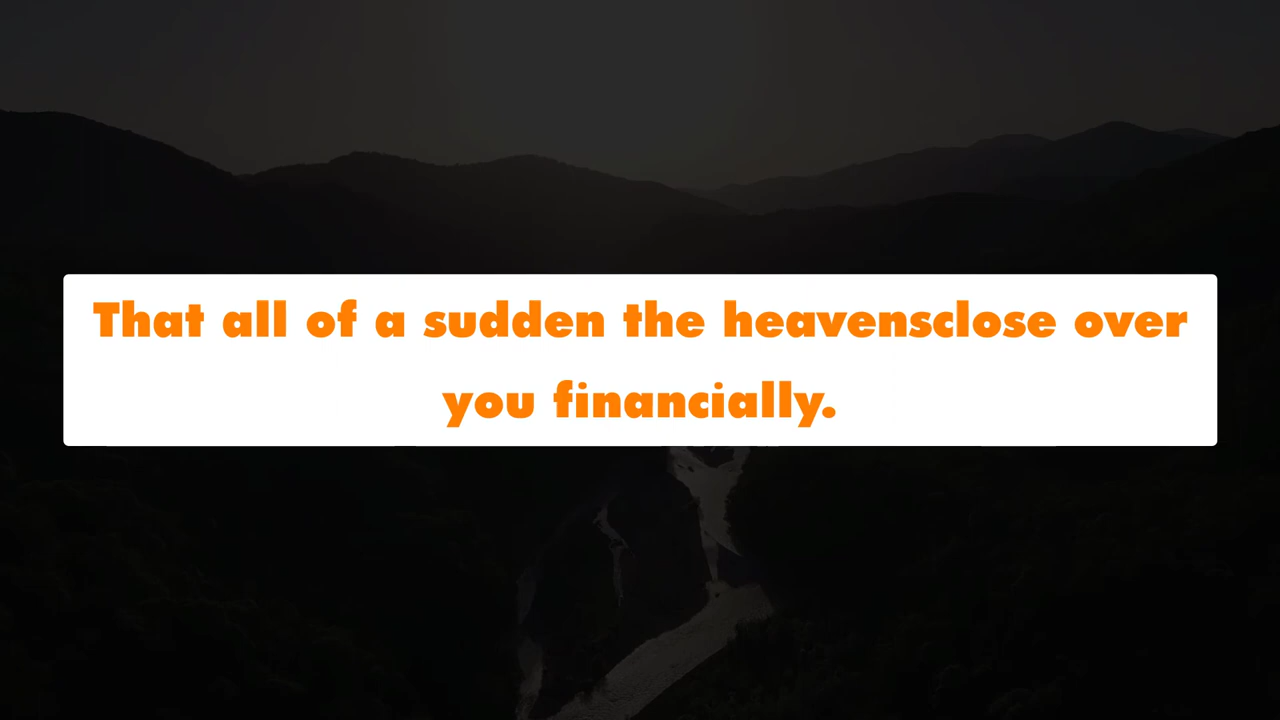 That all of a sudden the heavensclose over
you financially.